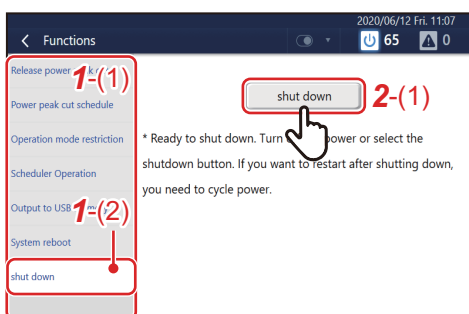 2020/06/12 Fri. 11:07
Functions
65
0
Release power
1-(1)
Power peak cut schedule
Operation mode restriction
Scheduler Operation
Output to USB
1-(2)
System reboot
shut down
shut down
2-(1)
* Ready to shut down. Turn power or select the
shutdown button. If you want to restart after shutting down,
you need to cycle power.